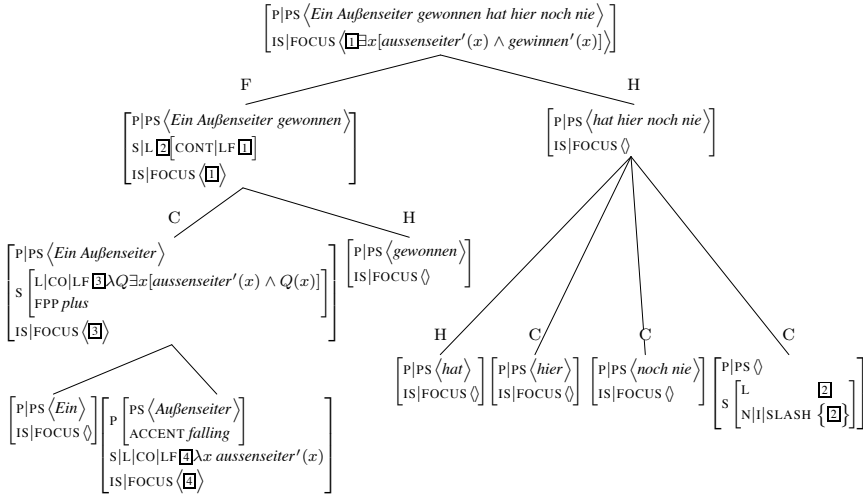 P|PS ⟨Ein Außenseiter gewonnen hat hier noch nie⟩
IS|FOCUS ⟨1∃x[aussenseiter′(x) ∧ gewinnen′(x)]⟩
F
H
P|PS ⟨Ein Außenseiter gewonnen⟩
S|L 2[CONT|LF 1]
IS|FOCUS ⟨1⟩
P|PS ⟨hat hier noch nie⟩
IS|FOCUS ⟨⟩
C
H
P|PS ⟨Ein Außenseiter⟩
S [L|CO|LF 3λQ∃x[aussenseiter′(x) ∧ Q(x)]
FPP plus]
IS|FOCUS ⟨3⟩
P|PS ⟨gewonnen⟩
IS|FOCUS ⟨⟩
H
C
C
C
P|PS ⟨hat⟩
IS|FOCUS ⟨⟩
P|PS ⟨hier⟩
IS|FOCUS ⟨⟩
P|PS ⟨noch nie⟩
IS|FOCUS ⟨⟩
P|PS ⟨⟩
S [L 2
N|I|SLASH {2}]
P|PS ⟨Ein⟩
IS|FOCUS ⟨⟩
P [PS ⟨Außenseiter⟩
ACCENT falling]
S|L|CO|LF 4λx aussenseiter′(x)
IS|FOCUS ⟨4⟩